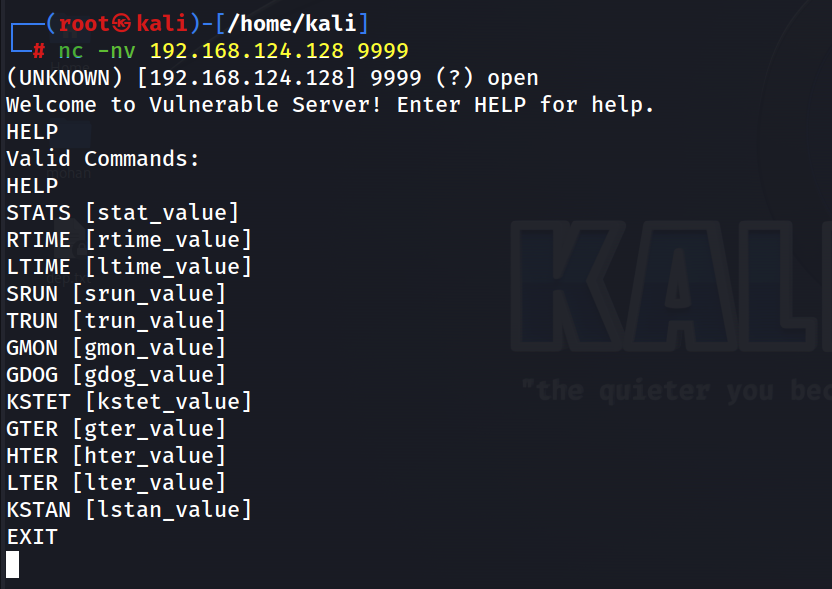 ┌──(root㉿kali)-[/home/kali]
└─# nc -nv 192.168.124.128 9999
(UNKNOWN) [192.168.124.128] 9999 (?) open
Welcome to Vulnerable Server! Enter HELP for help.
HELP
Valid Commands:
HELP
STATS [stat_value]
RTIME [rtime_value]
LTIME [ltime_value]
SRUN [srun_value]
TRUN [trun_value]
GMON [gmon_value]
GDOG [gdog_value]
KSTET [kstet_value]
GTER [gter_value]
HTER [hter_value]
LTER [lter_value]
KSTAN [lstan_value]
EXIT
KALI
"the quieter you bec